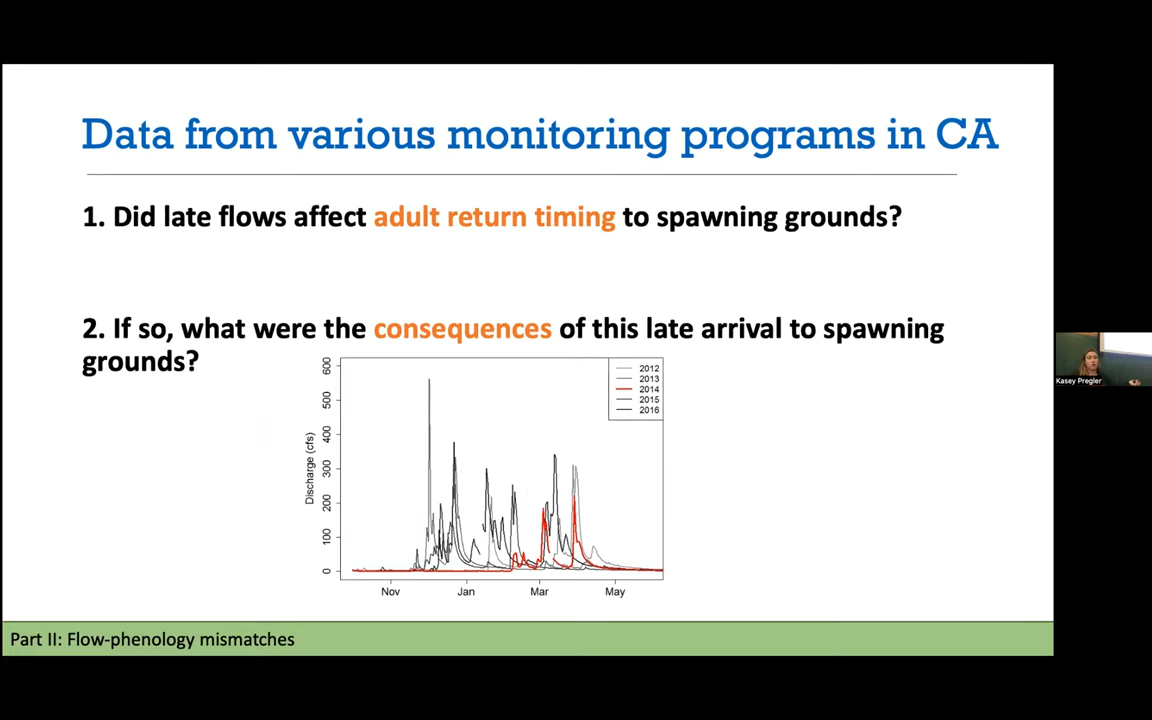 Data from various monitoring programs in CA
1. Did late flows affect adult return timing to spawning grounds?
2. If so, what were the consequences of this late arrival to spawning
grounds?
Kasey Pregler
600
500
400
300
200
100
0
Discharge (cfs)
2012
2013
2014
2015
2016
Nov Jan Mar May
Part II: Flow-phenology mismatches